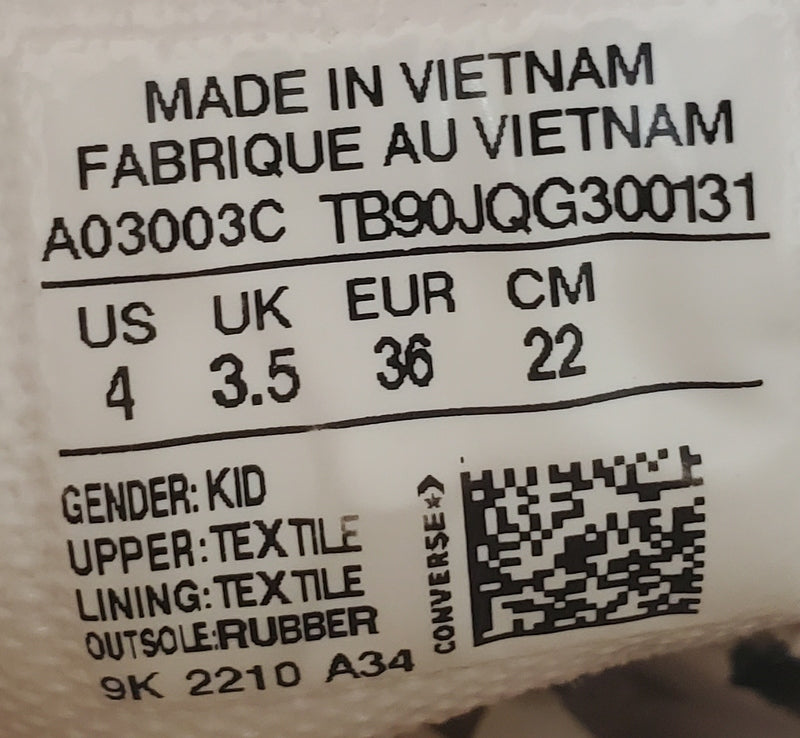 MADE IN VIETNAM
FABRIQUE AU VIETNAM
A03003C TB90JQG300131
US UK EUR CM
4 3.5 36 22
GENDER: KID
UPPER: TEXTILE
LINING: TEXTILE
OUTSOLE:RUBBER
9K 2210 A34
CONVERSE